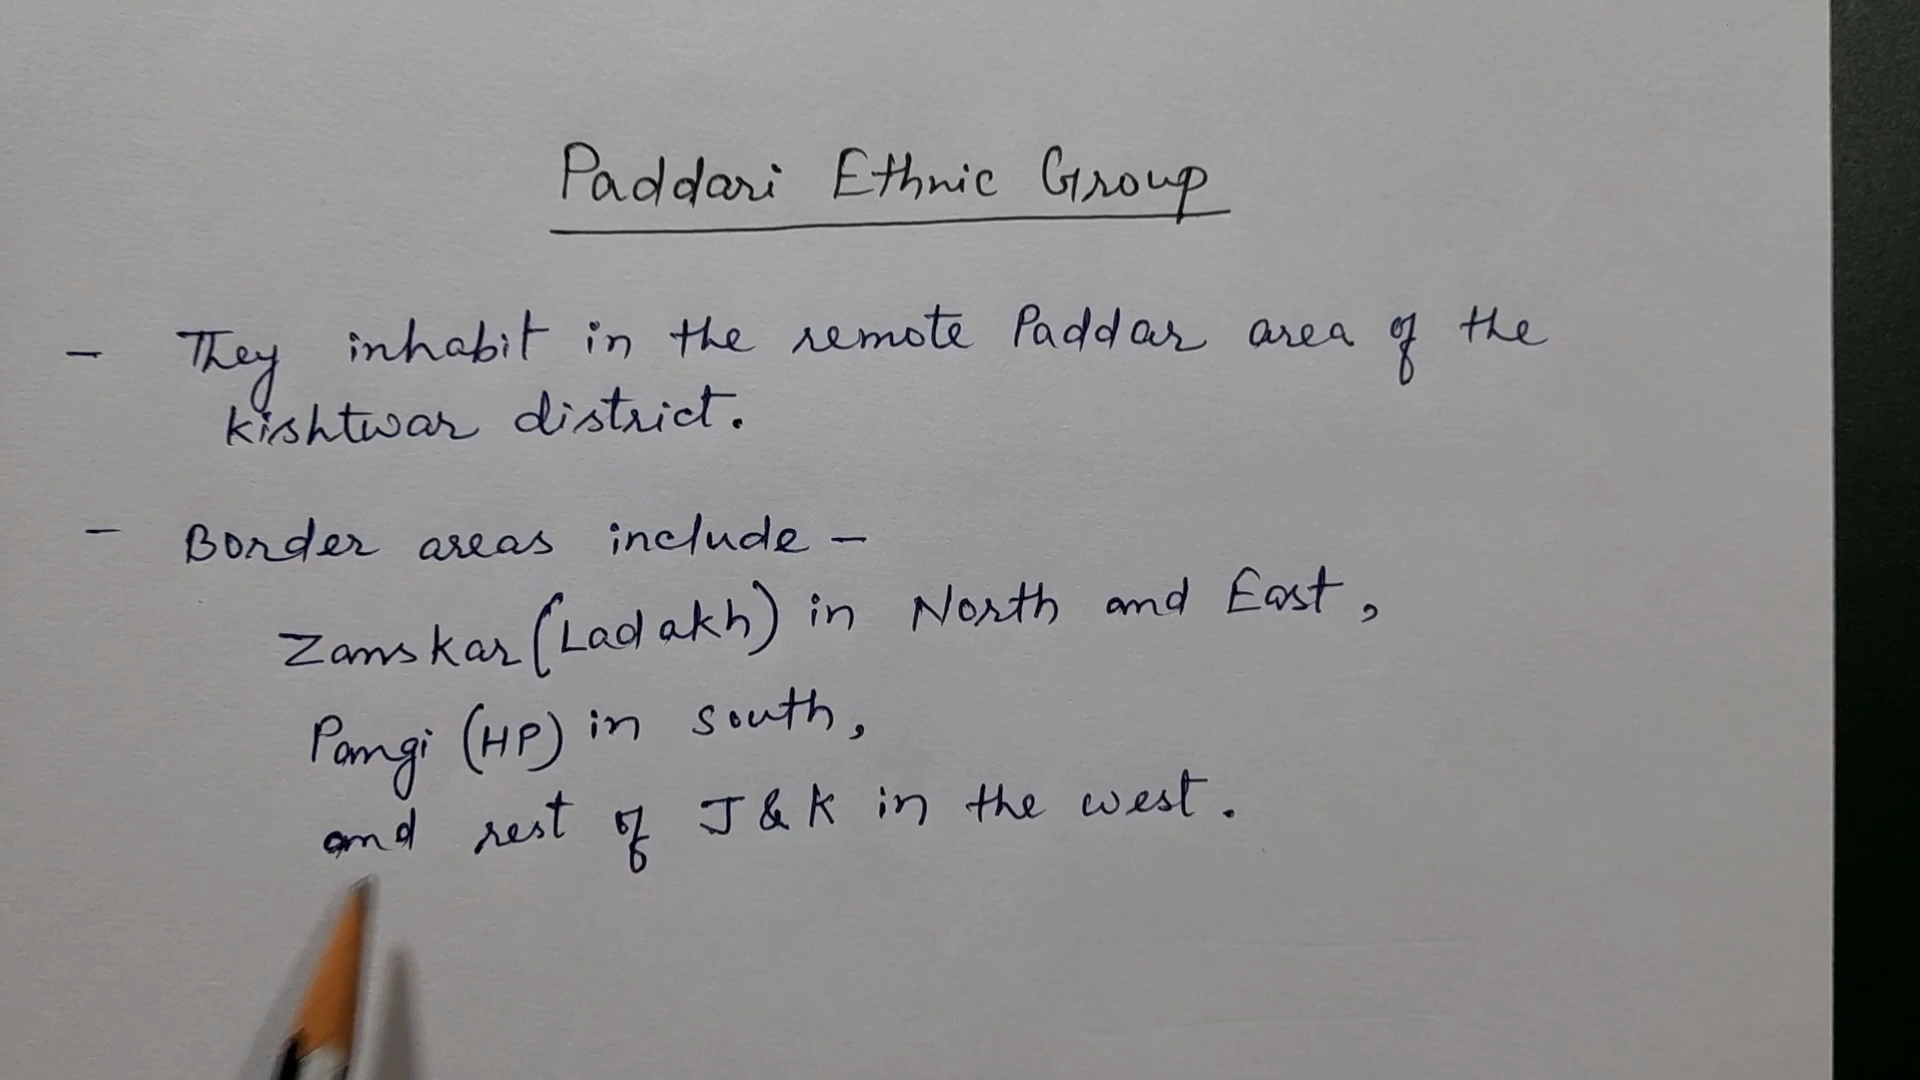 Paddari Ethnic Group
- They inhabit in the remote Paddar area of the
kishtwar district.
- Border areas include -
Zanskar (Ladakh) in North and East,
Pangi (HP) in south,
and rest of J & K in the west.